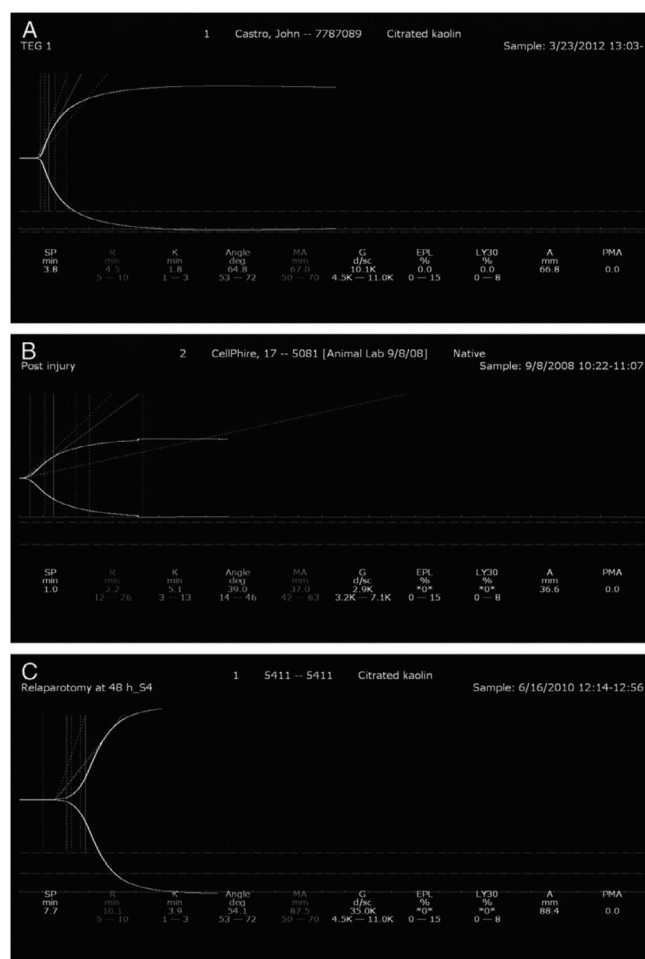 A
1 Castro, John -- 7787089 Citrated kaolin
TEG 1
Sample: 3/23/2012 13:03-
SP R K Angle MA G EPL LY30 A PMA
min min min deg mm d/sc % % mm
3.8 4.5 1.8 64.8 67.0 10.1K 0.0 0.0 66.8 0.0
5 — 10 1 — 3 53 — 72 50 — 70 4.5K — 11.0K 0 — 15 0 — 8
B
2 CellPhire, 17 -- 5081 [Animal Lab 9/8/08] Native
Post injury
Sample: 9/8/2008 10:22-11:07
SP R K Angle MA G EPL LY30 A PMA
min min min deg mm d/sc % % mm
1.0 2.2 5.1 39.0 37.0 2.9K *0* *0* 36.6 0.0
12 — 26 3 — 13 14 — 46 42 — 63 3.2K — 7.1K 0 — 15 0 — 8
C
1 5411 -- 5411 Citrated kaolin
Relaparotomy at 48 h_S4
Sample: 6/16/2010 12:14-12:56
SP R K Angle MA G EPL LY30 A PMA
min min min deg mm d/sc % % mm
7.7 10.1 3.9 54.1 87.5 35.0K *0* *0* 88.4 0.0
5 — 10 1 — 3 53 — 72 50 — 70 4.5K — 11.0K 0 — 15 0 — 8